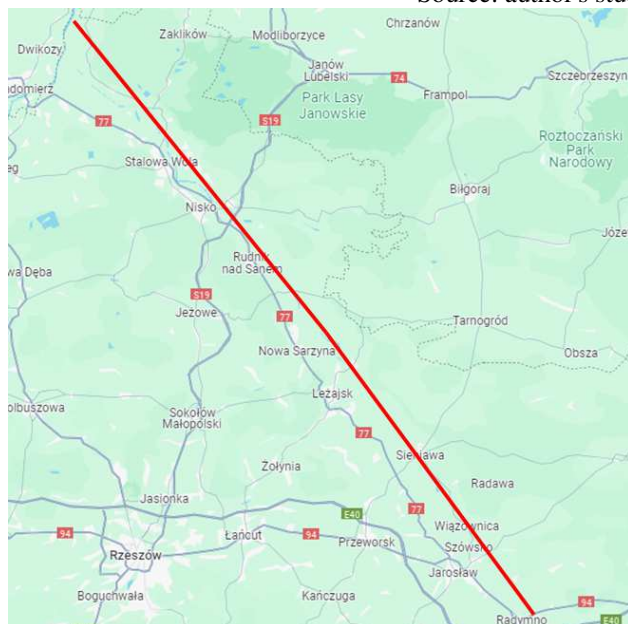 Source: author's stu
Chrzanów
Zaklików
Modliborzyce
Dwikozy
Janów
Lubelski
74
Szczebrzeszyn
Park Lasy
Janowskie
Frampol
ndomierz
S19
77
Roztoczański
Park
Narodowy
Stalowa Wola
eg
Biłgoraj
Nisko
Józe
Rudnik
nad Sanem
wa Dęba
S19
Jeżowe
77
Tarnogród
Nowa Sarzyna
Obsza
Leżajsk
olbuszowa
Sokołów
Małopolski
77
Sieniawa
Żołynia
Radawa
Jasionka
77
E40
Wiązownica
94
Łańcut
94
Przeworsk
Szówsko
Rzeszów
Jarosław
Boguchwała
Kańczuga
94
Radymno
E40